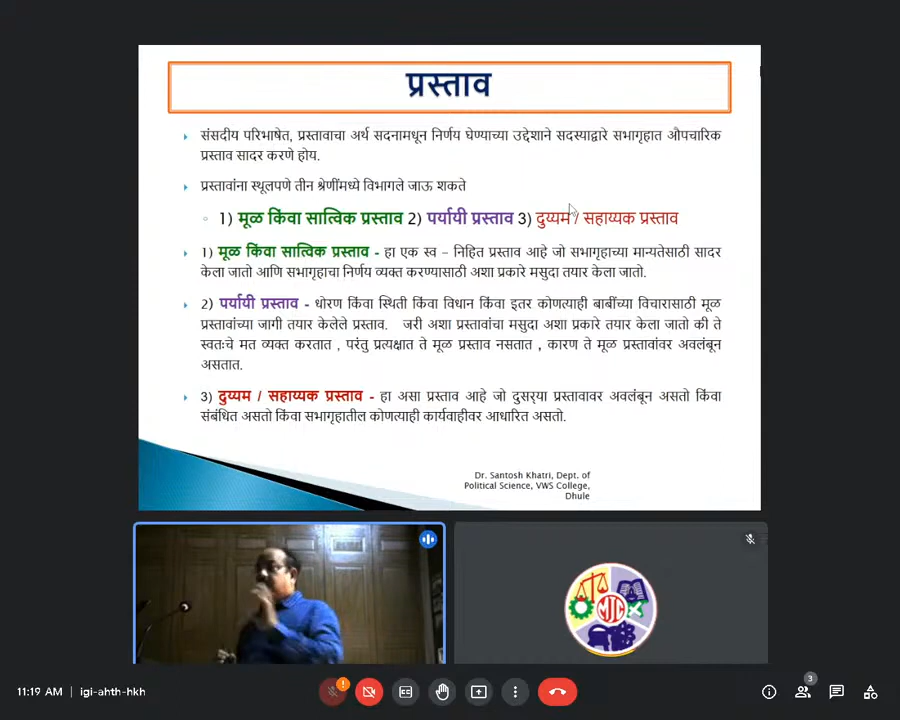 प्रस्ताव
संसदीय परिभाषेत, प्रस्तावाचा अर्थ सदनामधून निर्णय घेण्याच्या उद्देशाने सदस्याद्वारे सभागृहात औपचारिक
प्रस्ताव सादर करणे होय.
प्रस्तावांना स्थूलपणे तीन श्रेणींमध्ये विभागले जाऊ शकते
1) मूळ किंवा सात्विक प्रस्ताव 2) पर्यायी प्रस्ताव 3) दुय्यम / सहाय्यक प्रस्ताव
1) मूळ किंवा सात्विक प्रस्ताव - हा एक स्व – निहित प्रस्ताव आहे जो सभागृहाच्या मान्यतेसाठी सादर
केला जातो आणि सभागृहाचा निर्णय व्यक्त करण्यासाठी अशा प्रकारे मसुदा तयार केला जातो.
2) पर्यायी प्रस्ताव - धोरण किंवा स्थिती किंवा विधान किंवा इतर कोणत्याही बाबींच्या विचारासाठी मूळ
प्रस्तावांच्या जागी तयार केलेले प्रस्ताव. जरी अशा प्रस्तावांचा मसुदा अशा प्रकारे तयार केला जातो की ते
स्वतःचे मत व्यक्त करतात , परंतु प्रत्यक्षात ते मूळ प्रस्ताव नसतात , कारण ते मूळ प्रस्तावांवर अवलंबून
असतात.
3) दुय्यम / सहाय्यक प्रस्ताव - हा असा प्रस्ताव आहे जो दुसऱ्या प्रस्तावावर अवलंबून असतो किंवा
संबंधित असतो किंवा सभागृहातील कोणत्याही कार्यवाहीवर आधारित असतो.
Dr. Santosh Khatri, Dept. of
Political Science, VWS College,
Dhule
MJC
11:19 AM | igi-ahth-hkh
3